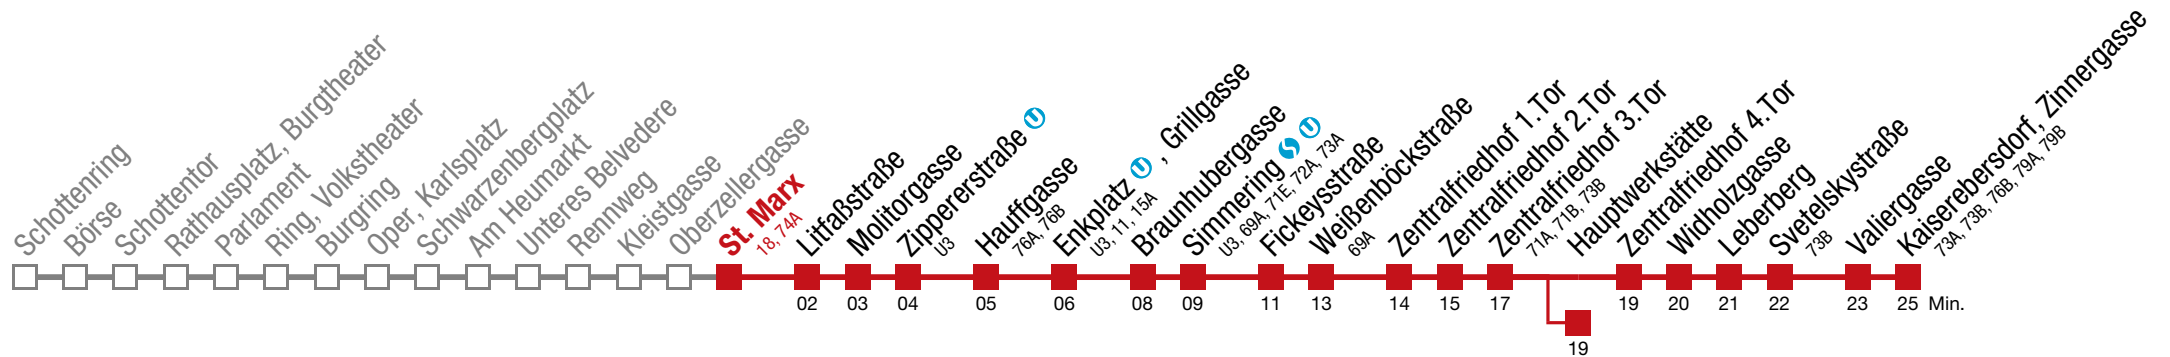 Schottenring
Börse
Schottentor
Rathausplatz, Burgtheater
Parlament
Ring, Volkstheater
Burgring
Oper, Karlsplatz
Schwarzenbergplatz
Am Heumarkt
Unteres Belvedere
Rennweg
Kleistgasse
Oberzellergasse
St. Marx
18, 74A
Litfaßstraße
Molitorgasse
Zippererstraße U
U3
Hauffgasse
76A, 76B
Enkplatz U , Grillgasse
U3, 11, 15A
Braunhubergasse
Simmering S U
U3, 69A, 71E, 72A, 73A
Fickeysstraße
Weißenböckstraße
69A
Zentralfriedhof 1.Tor
Zentralfriedhof 2.Tor
Zentralfriedhof 3.Tor
71A, 71B, 73B
Hauptwerkstätte
Zentralfriedhof 4.Tor
Widholzgasse
Leberberg
Svetelskystraße
73B
Valiergasse
Kaiserebersdorf, Zinnergasse
73A, 73B, 76B, 79A, 79B
02 03 04 05 06 08 09 11 13 14 15 17 19 20 21 22 23 25 Min.
19